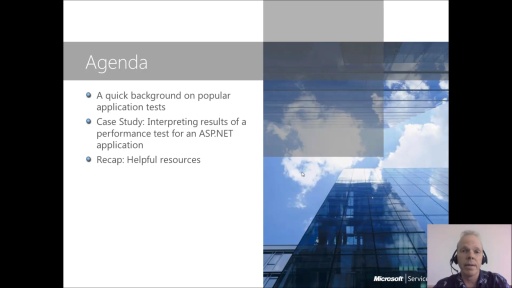 Agenda
A quick background on popular
application tests
Case Study: Interpreting results of a
performance test for an ASP.NET
application
Recap: Helpful resources
Microsoft | Service